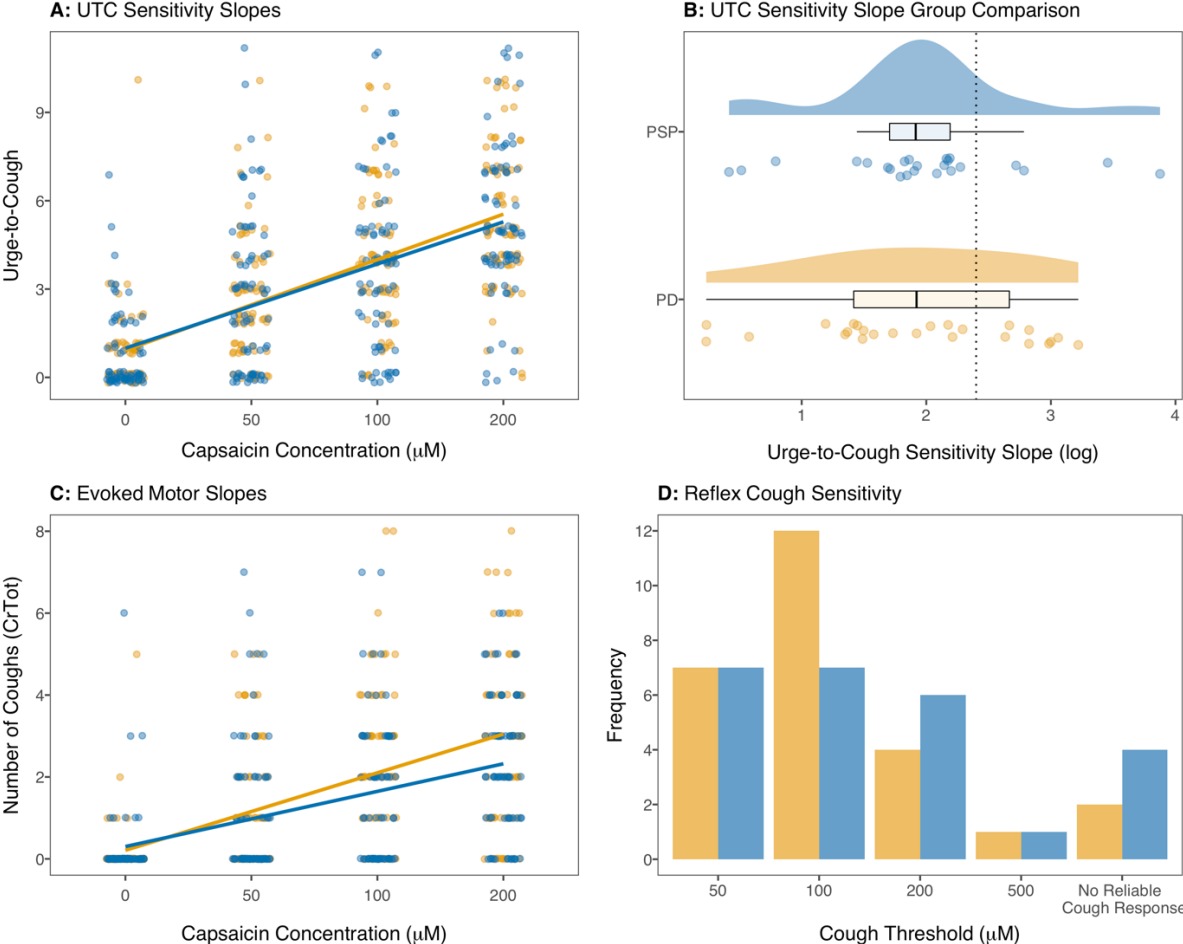 A: UTC Sensitivity Slopes
Urge-to-Cough
9
6
3
0
0
50
100
200
Capsaicin Concentration (μM)
B: UTC Sensitivity Slope Group Comparison
PSP
PD
1
2
3
4
Urge-to-Cough Sensitivity Slope (log)
C: Evoked Motor Slopes
Number of Coughs (CrTot)
8
6
4
2
0
0
50
100
200
Capsaicin Concentration (μM)
D: Reflex Cough Sensitivity
Frequency
12
10
8
6
4
2
0
50
100
200
500
No Reliable
Cough Response
Cough Threshold (μM)